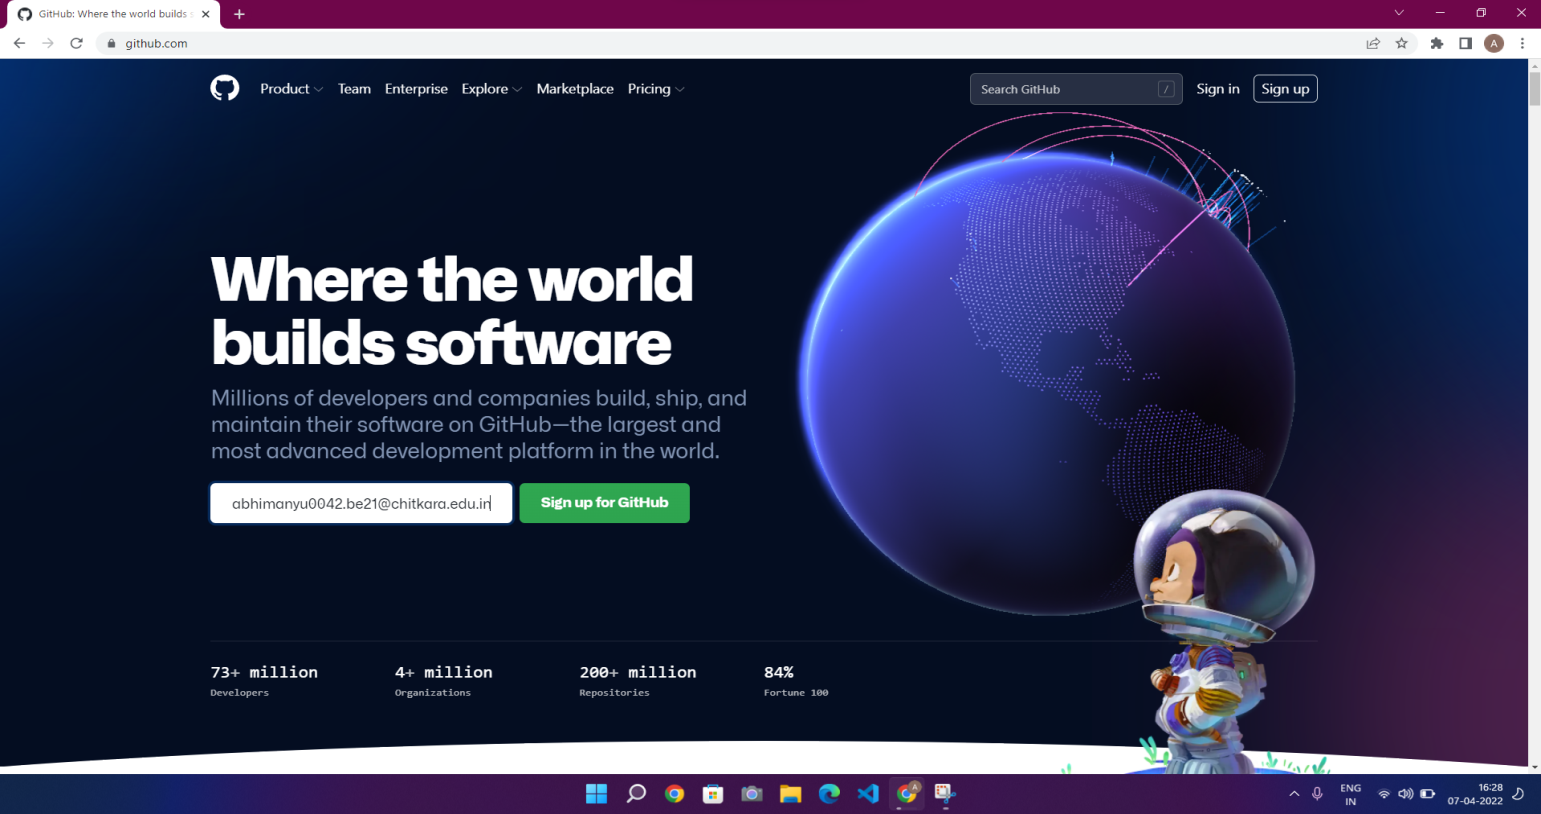 GitHub: Where the world builds s
github.com
A
Product
Team
Enterprise
Explore
Marketplace
Pricing
Search GitHub
/
Sign in
Sign up
Where the world
builds software
Millions of developers and companies build, ship, and
maintain their software on GitHub—the largest and
most advanced development platform in the world.
abhimanyu0042.be21@chitkara.edu.in
Sign up for GitHub
73+ million
Developers
4+ million
Organizations
200+ million
Repositories
84%
Fortune 100
A
ENG
IN
16:28
07-04-2022